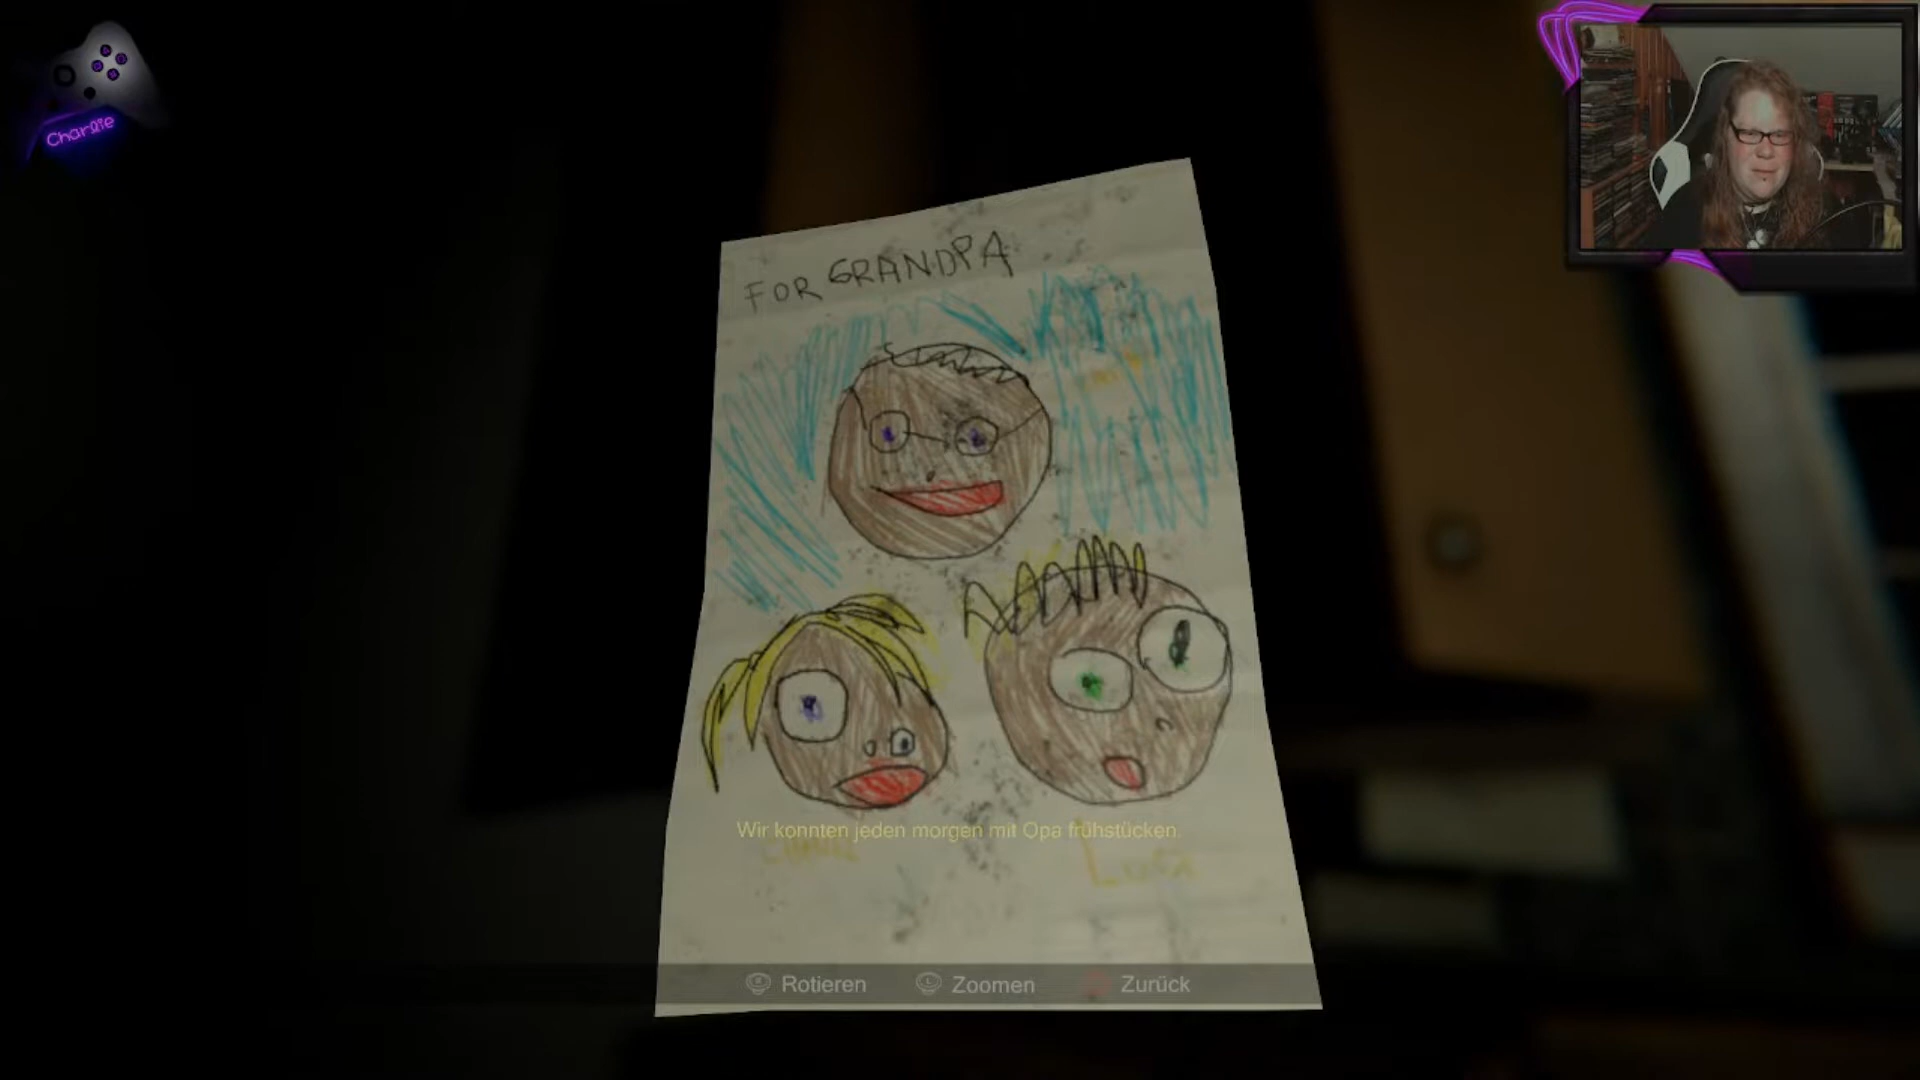 Charlie
FOR GRANDPA
Wir konnten jeden morgen mit Opa frühstücken.
Rotieren
Zoomen
Zurück